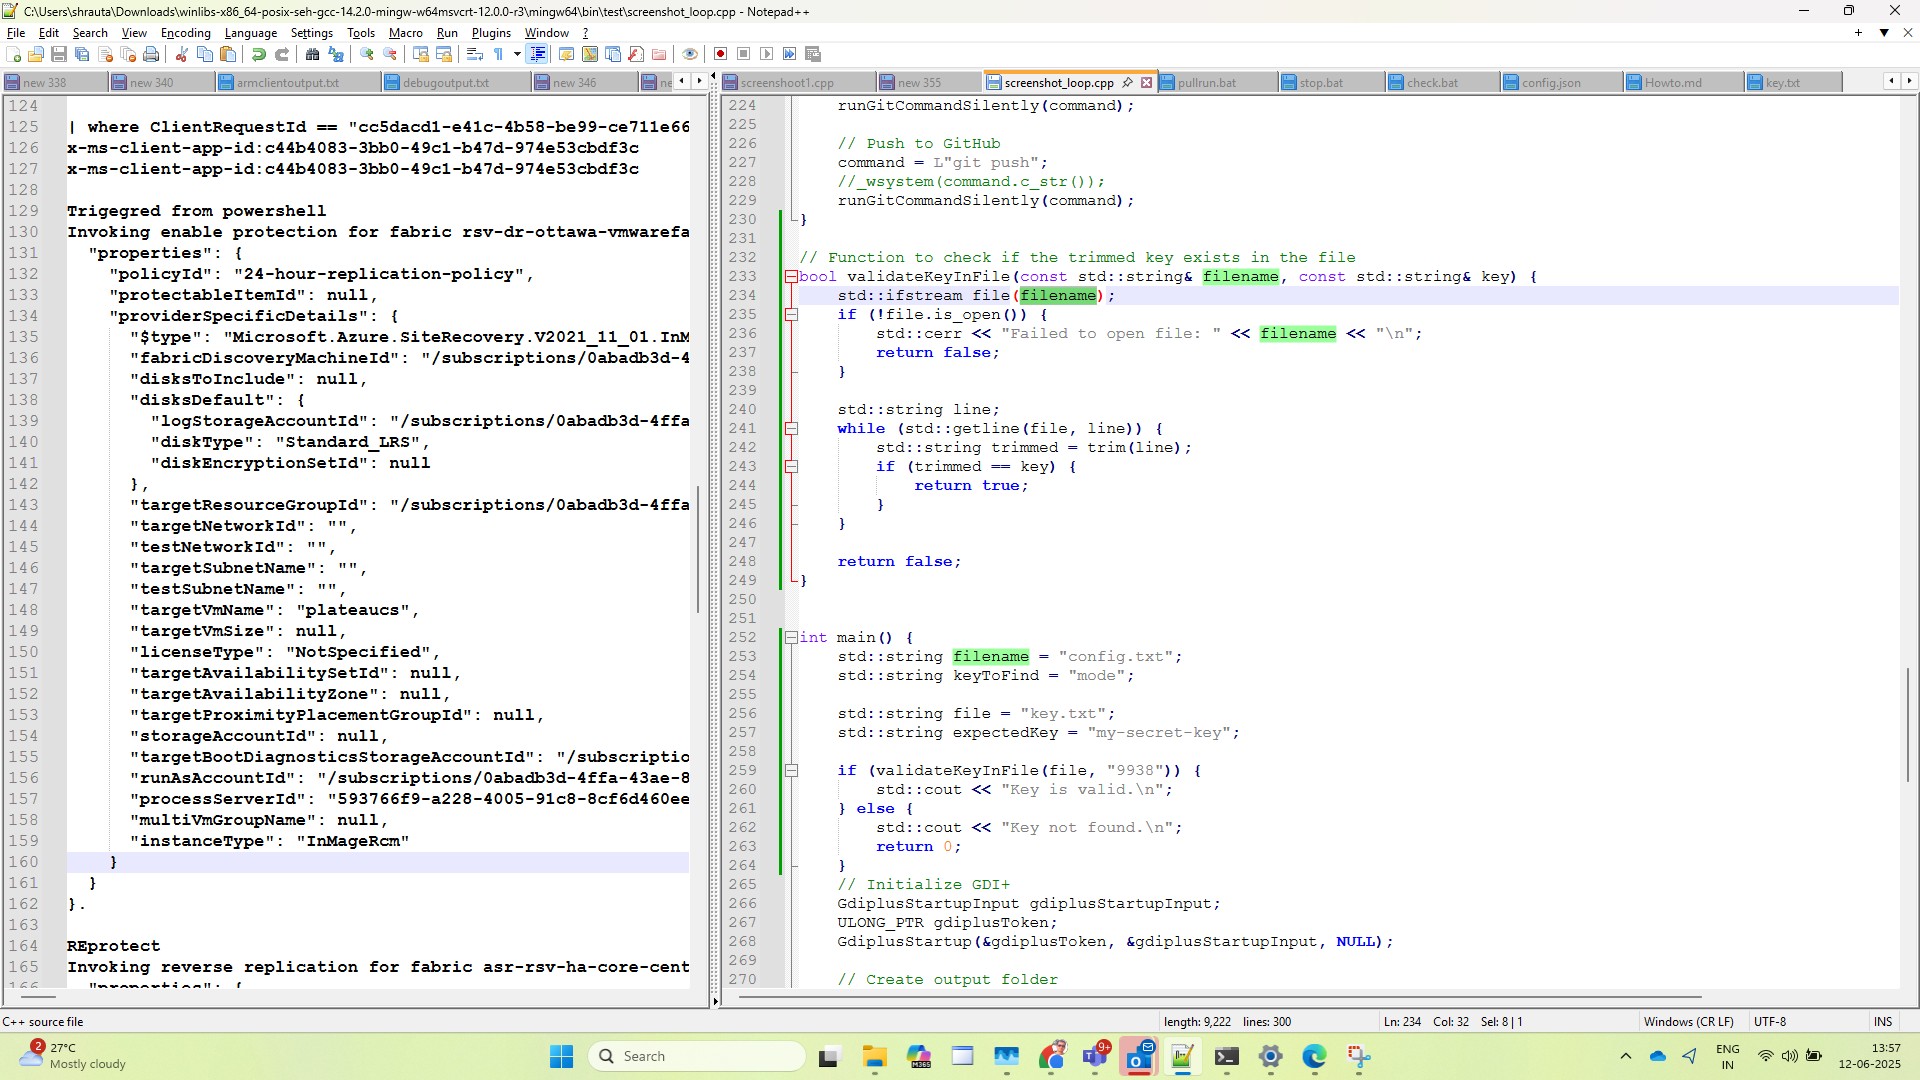 C:\Users\shrauta\Downloads\winlibs-x86_64-posix-seh-gcc-14.2.0-mingw-w64msvcrt-12.0.0-r3\mingw64\bin\test\screenshot_loop.cpp - Notepad++
File Edit Search View Encoding Language Settings Tools Macro Run Plugins Window ?
new 338 new 340 armclientoutput.txt debugoutput.txt new 346 ne
124
125 | where ClientRequestId == "cc5dacd1-e41c-4b58-be99-ce711e66
126 x-ms-client-app-id:c44b4083-3bb0-49c1-b47d-974e53cbdf3c
127 x-ms-client-app-id:c44b4083-3bb0-49c1-b47d-974e53cbdf3c
128
129 Trigegred from powershell
130 Invoking enable protection for fabric rsv-dr-ottawa-vmwarefa
131 "properties": {
132 "policyId": "24-hour-replication-policy",
133 "protectableItemId": null,
134 "providerSpecificDetails": {
135 "$type": "Microsoft.Azure.SiteRecovery.V2021_11_01.InM
136 "fabricDiscoveryMachineId": "/subscriptions/0abadb3d-4
137 "disksToInclude": null,
138 "disksDefault": {
139 "logStorageAccountId": "/subscriptions/0abadb3d-4ffa
140 "diskType": "Standard_LRS",
141 "diskEncryptionSetId": null
142 },
143 "targetResourceGroupId": "/subscriptions/0abadb3d-4ffa
144 "targetNetworkId": "",
145 "testNetworkId": "",
146 "targetSubnetName": "",
147 "testSubnetName": "",
148 "targetVmName": "plateaucs",
149 "targetVmSize": null,
150 "licenseType": "NotSpecified",
151 "targetAvailabilitySetId": null,
152 "targetAvailabilityZone": null,
153 "targetProximityPlacementGroupId": null,
154 "storageAccountId": null,
155 "targetBootDiagnosticsStorageAccountId": "/subscriptio
156 "runAsAccountId": "/subscriptions/0abadb3d-4ffa-43ae-8
157 "processServerId": "593766f9-a228-4005-91c8-8cf6d460ee
158 "multiVmGroupName": null,
159 "instanceType": "InMageRcm"
160 }
161 }
162 }.
163
164 REprotect
165 Invoking reverse replication for fabric asr-rsv-ha-core-cent
166 "properties": {
screenshoot1.cpp new 355 screenshot_loop.cpp pullrun.bat stop.bat check.bat config.json Howto.md key.txt
224 runGitCommandSilently(command);
225
226 // Push to GitHub
227 command = L"git push";
228 //_wsystem(command.c_str());
229 runGitCommandSilently(command);
230 }
231
232 // Function to check if the trimmed key exists in the file
233 bool validateKeyInFile(const std::string& filename, const std::string& key) {
234 std::ifstream file(filename);
235 if (!file.is_open()) {
236 std::cerr << "Failed to open file: " << filename << "\n";
237 return false;
238 }
239
240 std::string line;
241 while (std::getline(file, line)) {
242 std::string trimmed = trim(line);
243 if (trimmed == key) {
244 return true;
245 }
246 }
247
248 return false;
249 }
250
251
252 int main() {
253 std::string filename = "config.txt";
254 std::string keyToFind = "mode";
255
256 std::string file = "key.txt";
257 std::string expectedKey = "my-secret-key";
258
259 if (validateKeyInFile(file, "9938")) {
260 std::cout << "Key is valid.\n";
261 } else {
262 std::cout << "Key not found.\n";
263 return 0;
264 }
265 // Initialize GDI+
266 GdiplusStartupInput gdiplusStartupInput;
267 ULONG_PTR gdiplusToken;
268 GdiplusStartup(&gdiplusToken, &gdiplusStartupInput, NULL);
269
270 // Create output folder
C++ source file length: 9,222 lines: 300 Ln: 234 Col: 32 Sel: 8 | 1 Windows (CR LF) UTF-8 INS
2 27°C
Mostly cloudy
Search
M365
9+
ENG
IN
13:57
12-06-2025